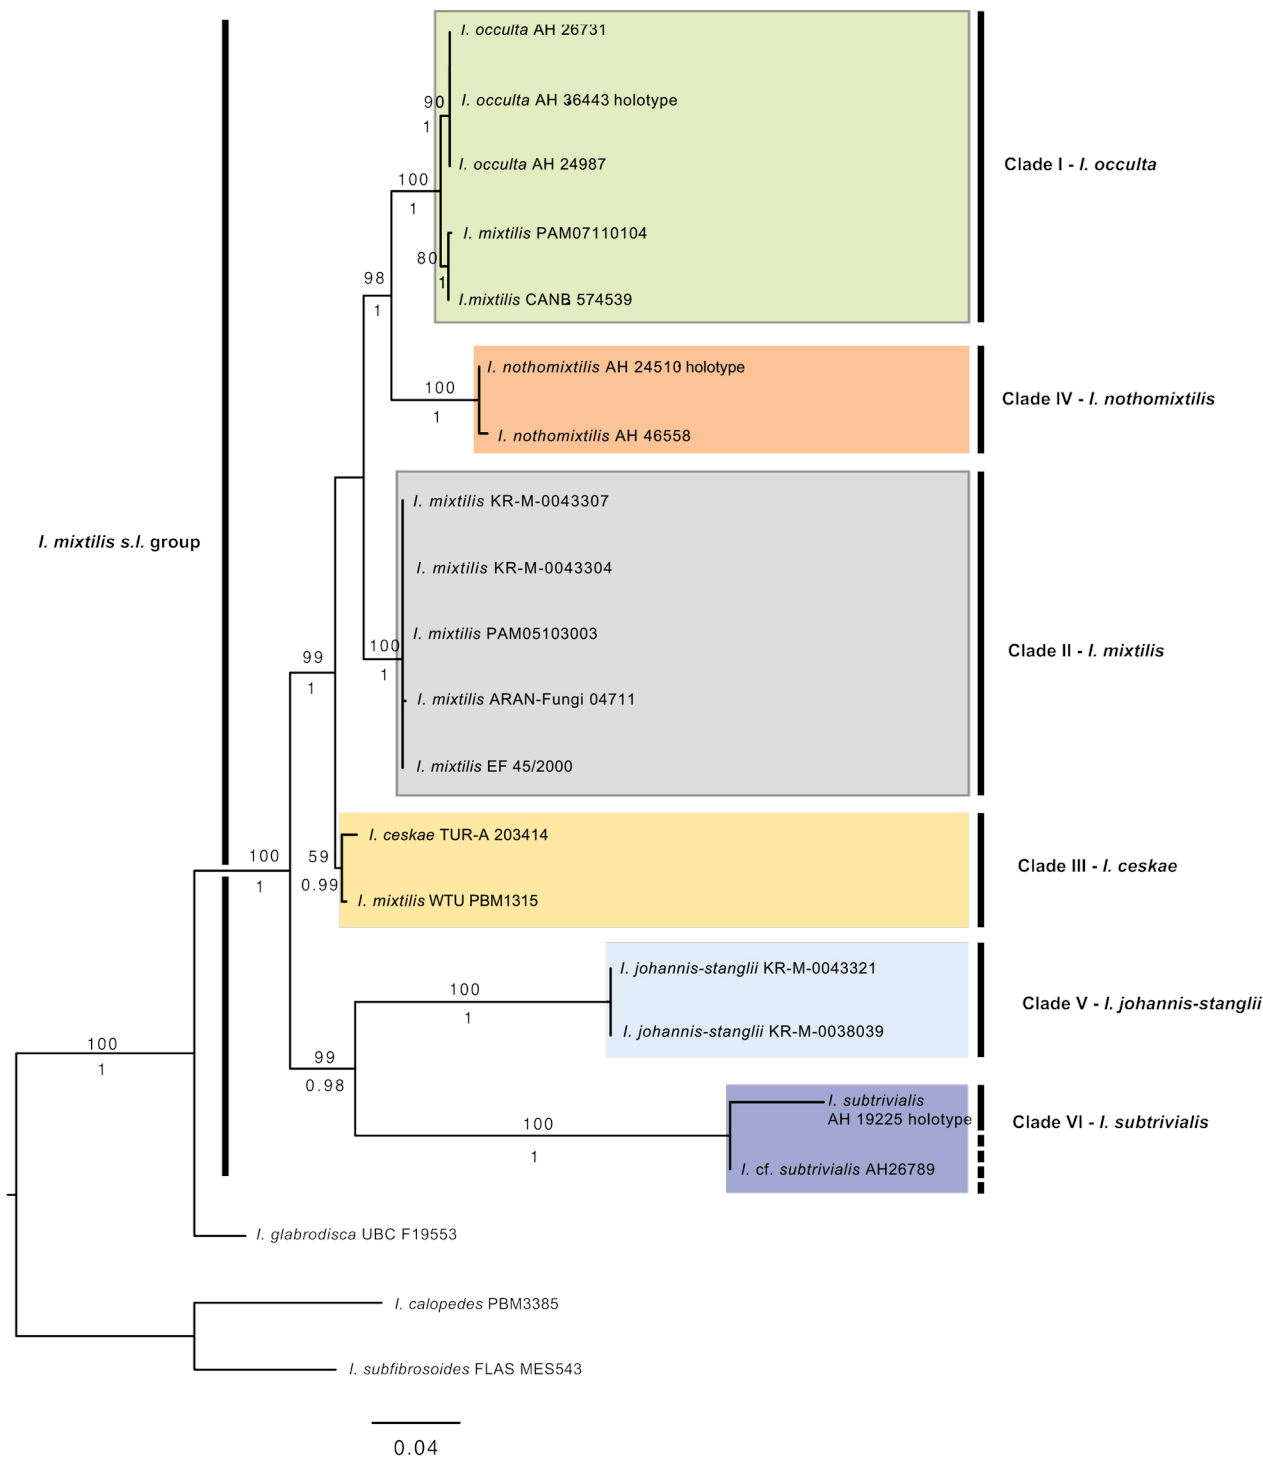 I. occulta AH 26731
90
I. occulta AH 36443 holotype
1
I. occulta AH 24987
Clade I - I. occulta
100
1
I. mixtilis PAM07110104
80
98
1
I.mixtilis CANB 574539
1
I. nothomixtilis AH 24510 holotype
100
Clade IV - I. nothomixtilis
1
I. nothomixtilis AH 46558
I. mixtilis KR-M-0043307
I. mixtilis s.l. group
I. mixtilis KR-M-0043304
I. mixtilis PAM05103003
100
Clade II - I. mixtilis
99
1
1
I. mixtilis ARAN-Fungi 04711
I. mixtilis EF 45/2000
I. ceskae TUR-A 203414
100
59
Clade III - I. ceskae
1
0.99
I. mixtilis WTU PBM1315
I. johannis-stanglii KR-M-0043321
100
Clade V - I. johannis-stanglii
1
I. johannis-stanglii KR-M-0038039
100
99
1
0.98
I. subtrivialis
AH 19225 holotype
100
Clade VI - I. subtrivialis
1
I. cf. subtrivialis AH26789
I. glabrodisca UBC F19553
I. calopedes PBM3385
I. subfibrosoides FLAS MES543
0.04